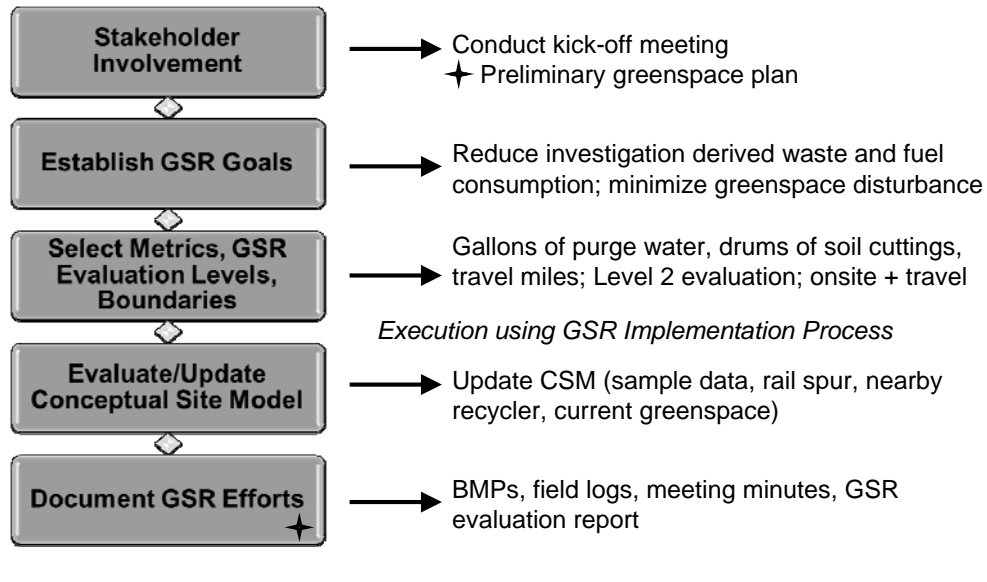 Stakeholder
Involvement
Conduct kick-off meeting
Preliminary greenspace plan
Establish GSR Goals
Reduce investigation derived waste and fuel
consumption; minimize greenspace disturbance
Select Metrics, GSR
Evaluation Levels,
Boundaries
Gallons of purge water, drums of soil cuttings,
travel miles; Level 2 evaluation; onsite + travel
Execution using GSR Implementation Process
Evaluate/Update
Conceptual Site Model
Update CSM (sample data, rail spur, nearby
recycler, current greenspace)
Document GSR Efforts
BMPs, field logs, meeting minutes, GSR
evaluation report